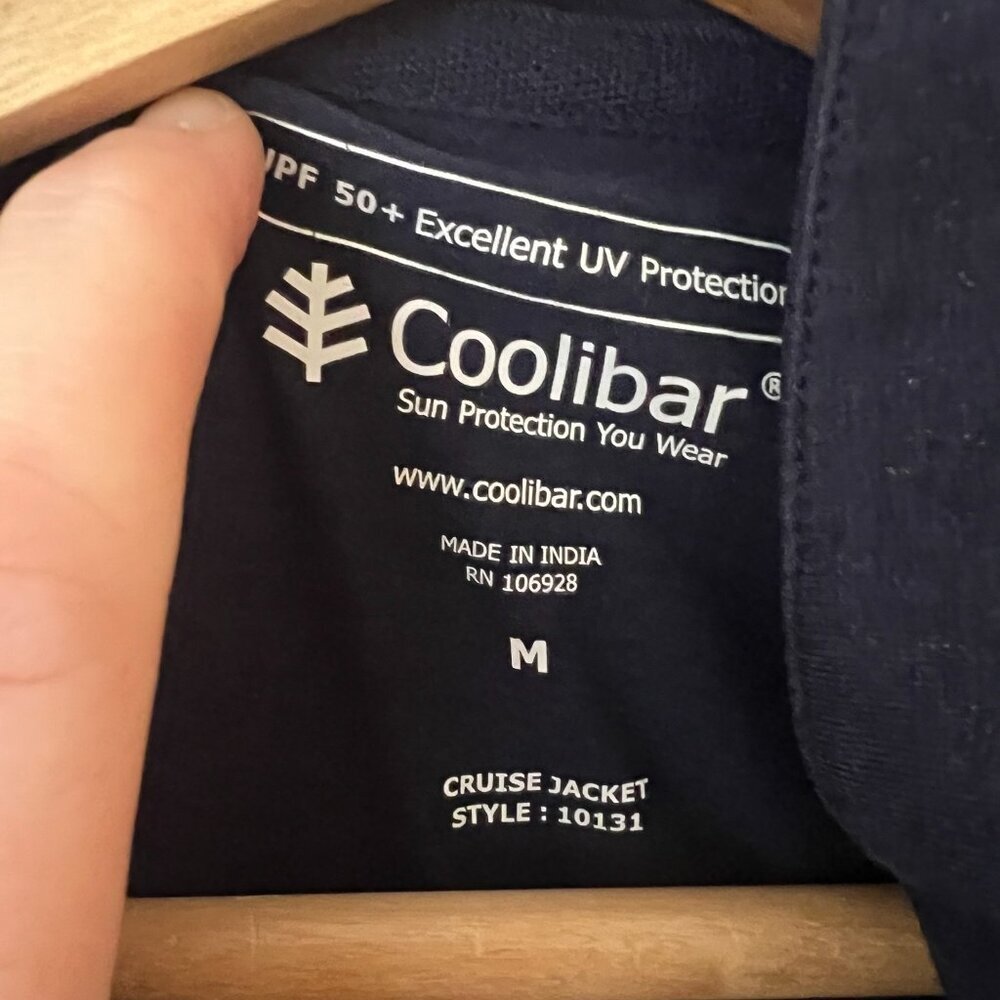 UPF 50+ Excellent UV Protection
Coolibar®
Sun Protection You Wear
www.coolibar.com
MADE IN INDIA
RN 106928
M
CRUISE JACKET
STYLE : 10131